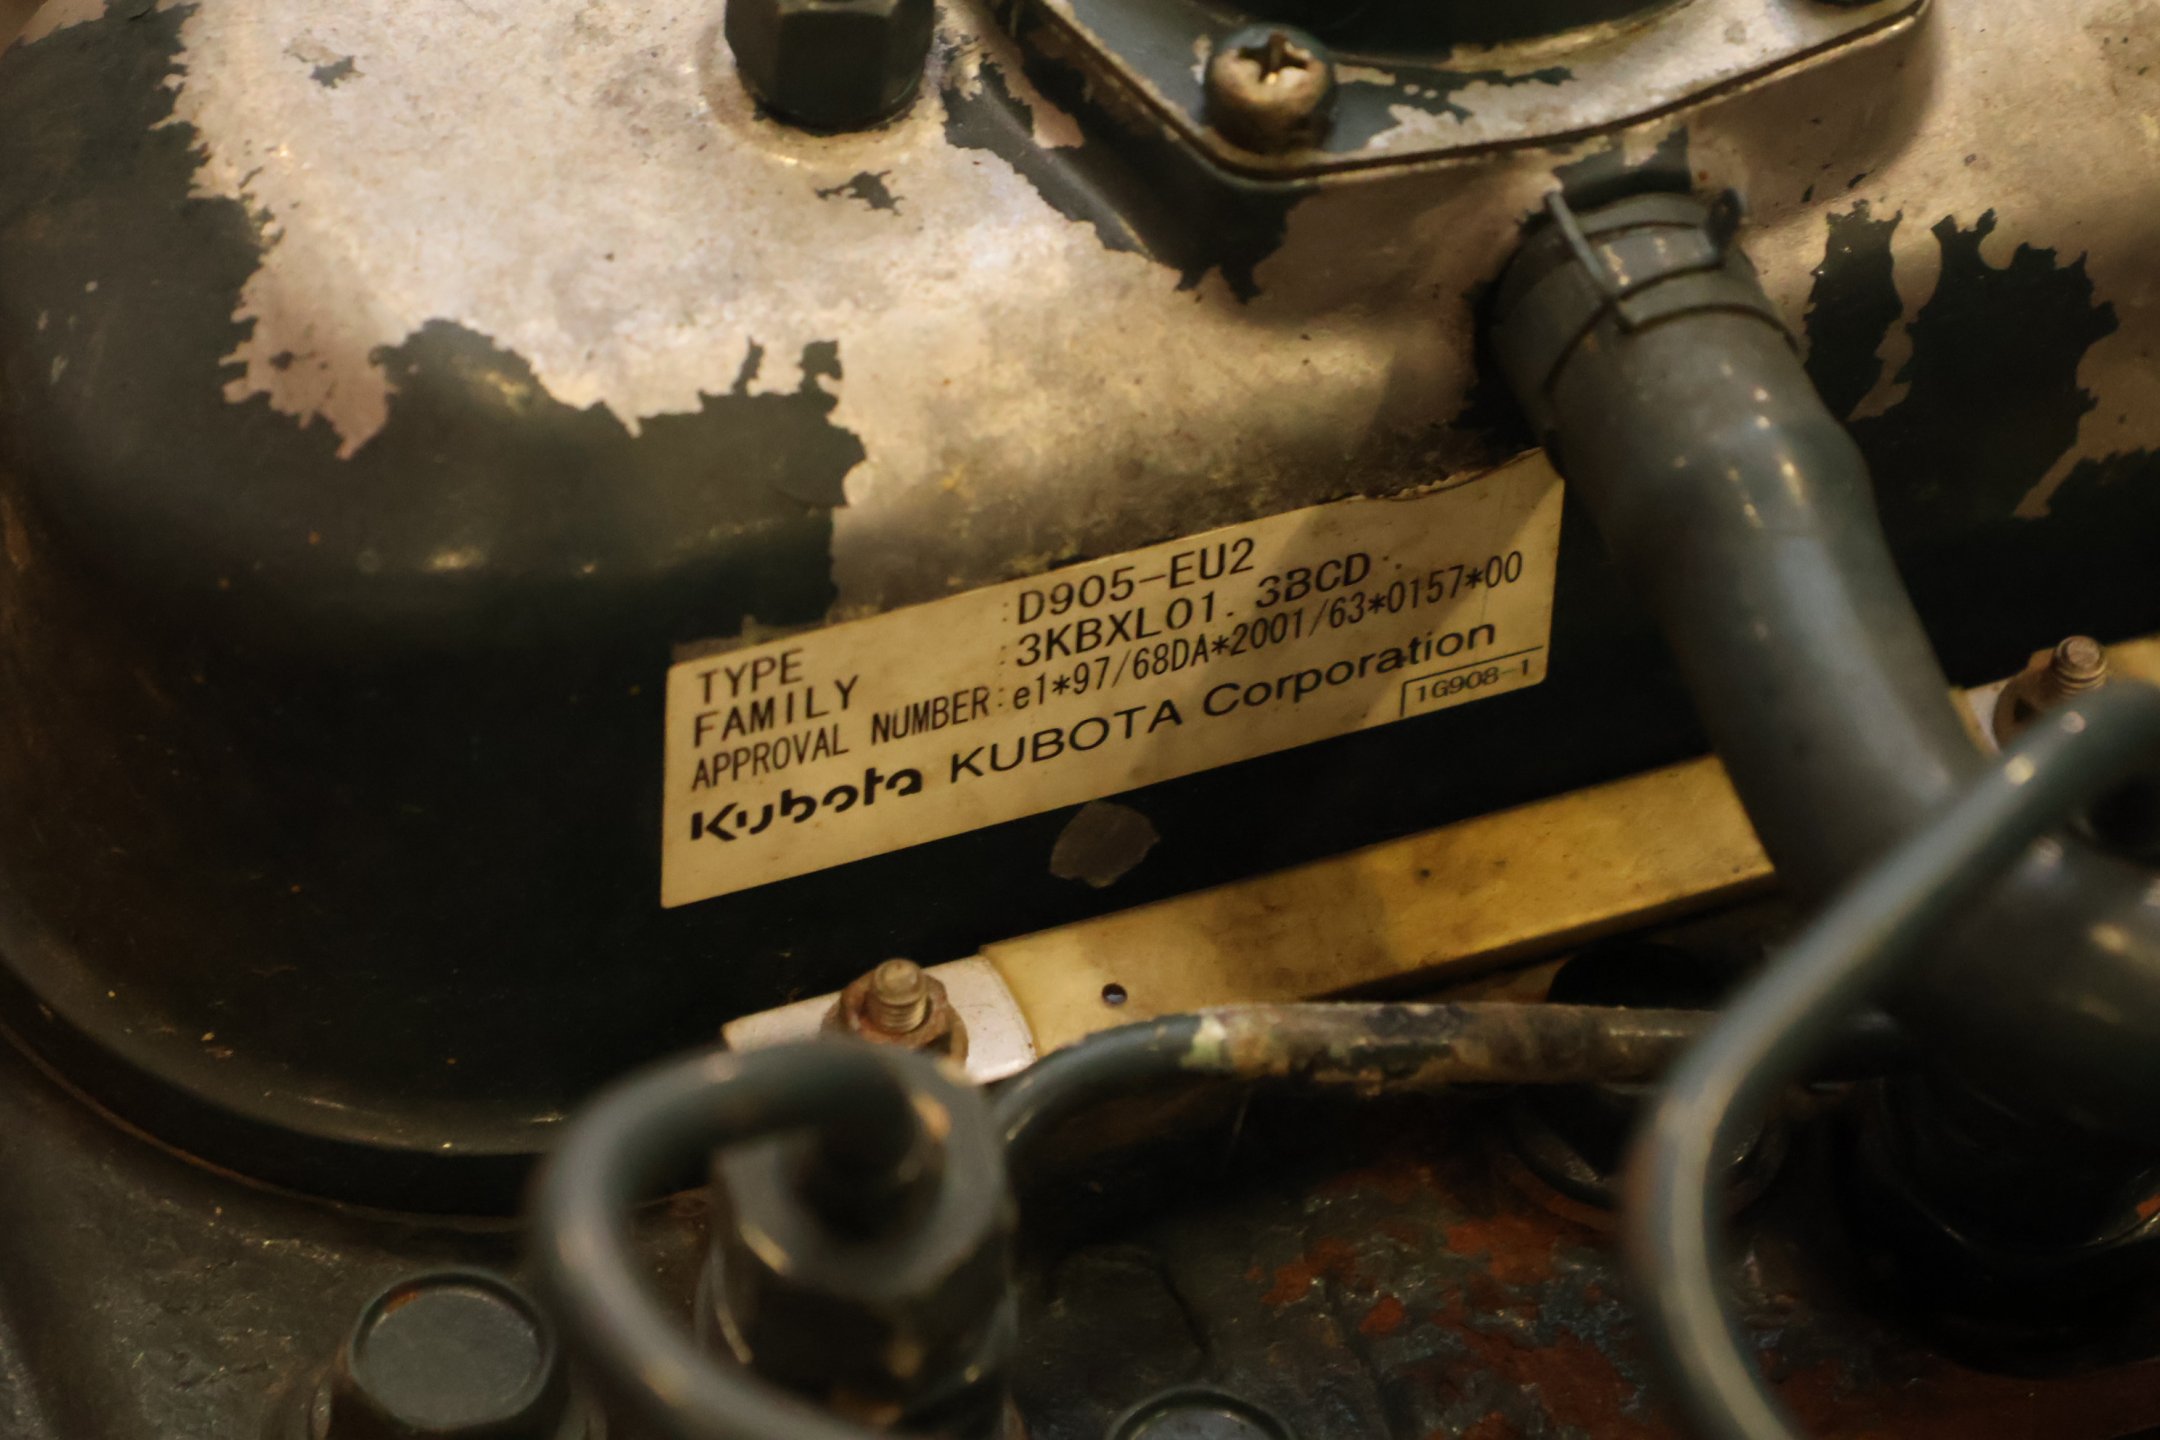 TYPE :D905-EU2
FAMILY :3KBXL01.3BCD
APPROVAL NUMBER:e1*97/68DA*2001/63*0157*00
Kubota KUBOTA Corporation
1G908-1